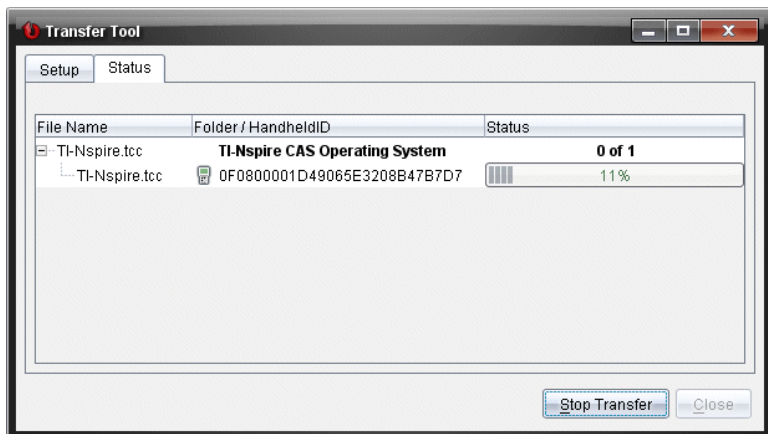 Transfer Tool
Setup Status
File Name Folder / HandheldID Status
TI-Nspire.tcc TI-Nspire CAS Operating System 0 of 1
TI-Nspire.tcc 0F0800001D49065E3208B47B7D7 11%
Stop Transfer Close